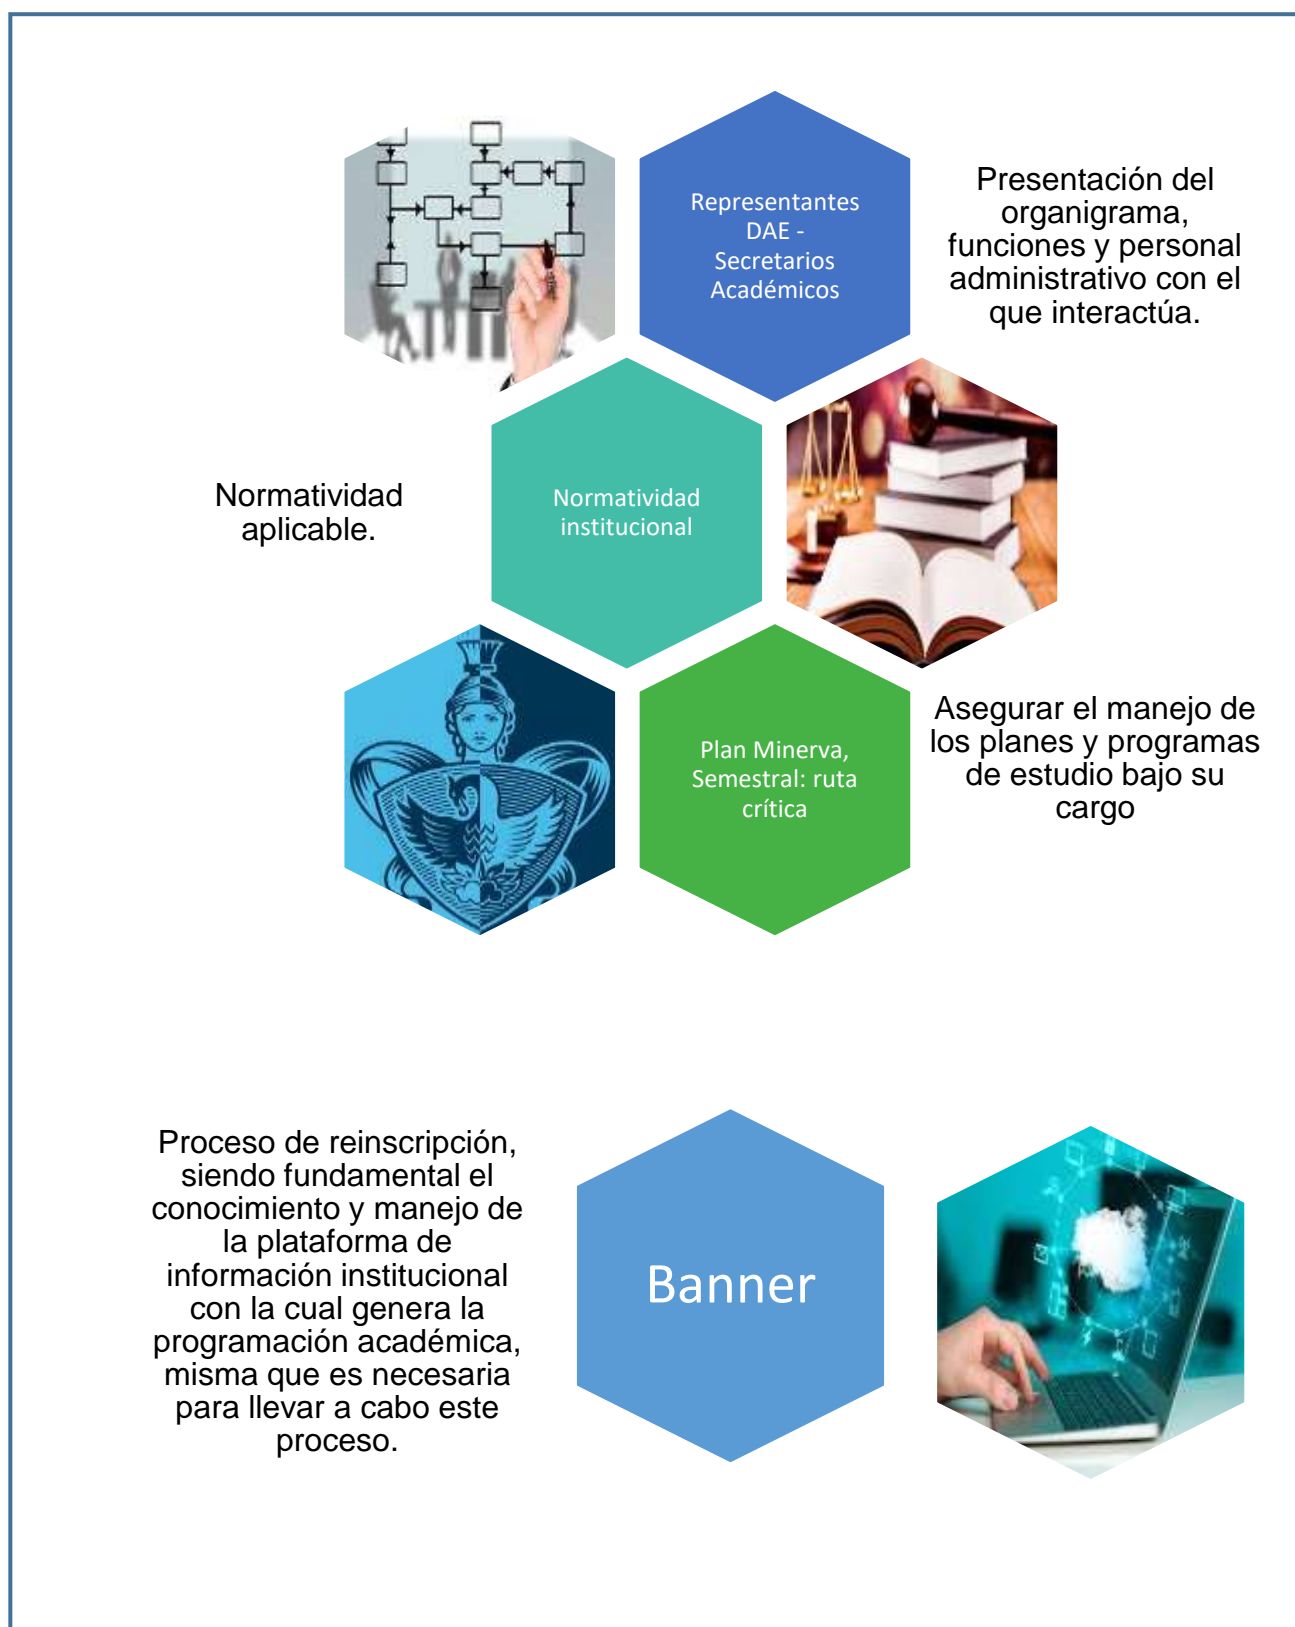 Representantes
DAE -
Secretarios
Académicos
Presentación del
organigrama,
funciones y personal
administrativo con el
que interactúa.
Normatividad
aplicable.
Normatividad
institucional
Plan Minerva,
Semestral: ruta
crítica
Asegurar el manejo de
los planes y programas
de estudio bajo su
cargo
Proceso de reinscripción,
siendo fundamental el
conocimiento y manejo de
la plataforma de
información institucional
con la cual genera la
programación académica,
misma que es necesaria
para llevar a cabo este
proceso.
Banner